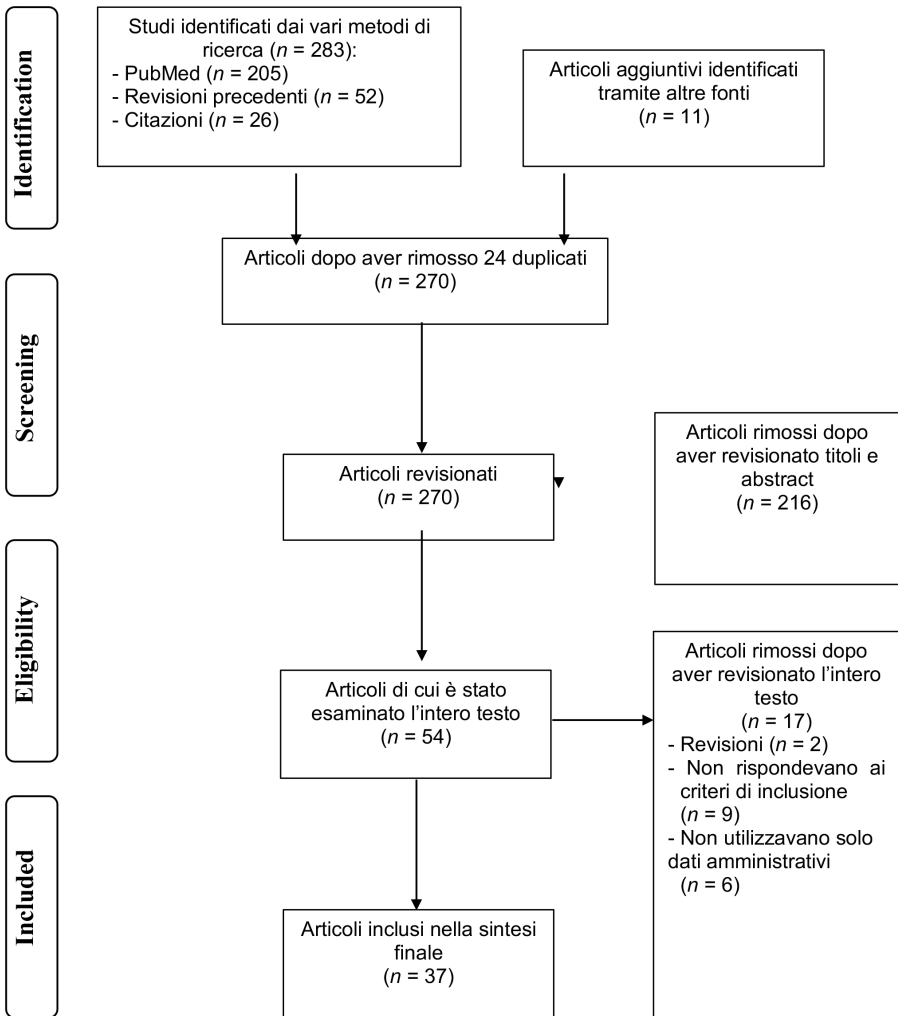 Identification
Studi identificati dai vari metodi di
ricerca (n = 283):
- PubMed (n = 205)
- Revisioni precedenti (n = 52)
- Citazioni (n = 26)
Articoli aggiuntivi identificati
tramite altre fonti
(n = 11)
Articoli dopo aver rimosso 24 duplicati
(n = 270)
Screening
Articoli revisionati
(n = 270)
Articoli rimossi dopo
aver revisionato titoli e
abstract
(n = 216)
Eligibility
Articoli di cui è stato
esaminato l’intero testo
(n = 54)
Articoli rimossi dopo
aver revisionato l’intero
testo
(n = 17)
- Revisioni (n = 2)
- Non rispondevano ai
criteri di inclusione
(n = 9)
- Non utilizzavano solo
dati amministrativi
(n = 6)
Included
Articoli inclusi nella sintesi
finale
(n = 37)